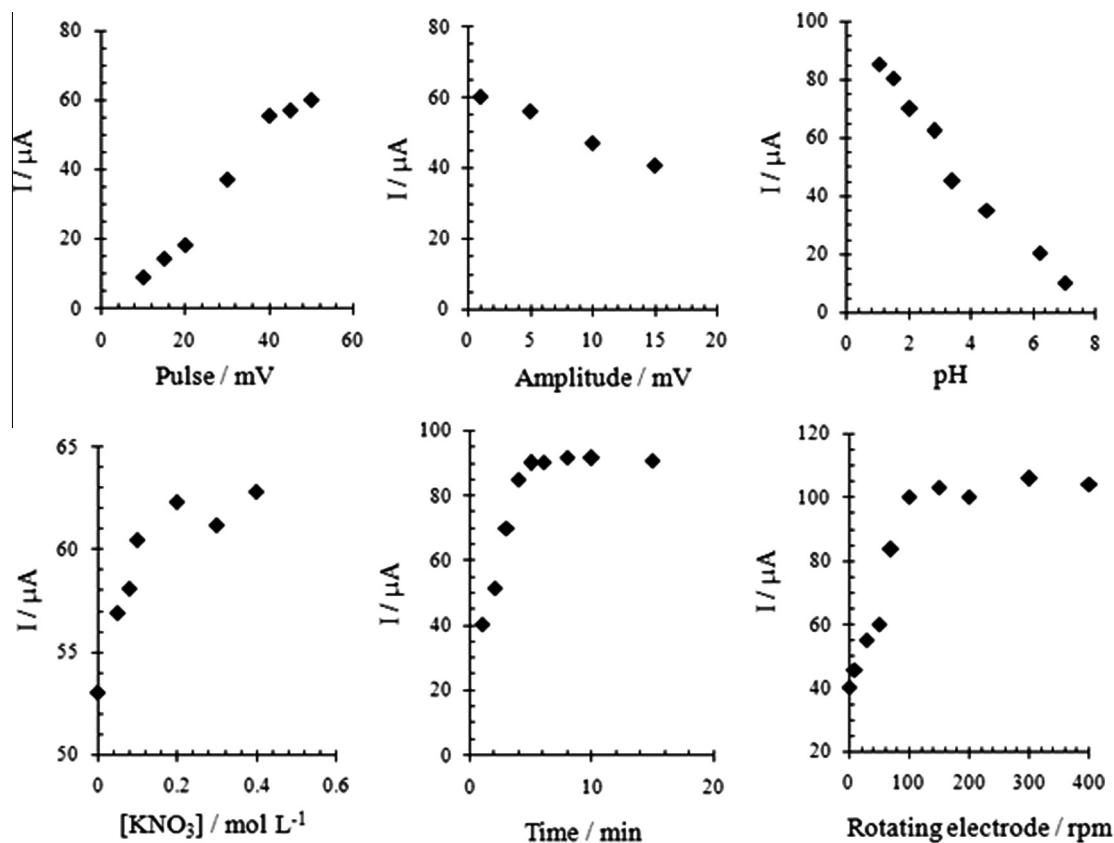 80
60
40
20
0
I / µA
0 20 40 60
Pulse / mV
80
60
40
20
0
I / µA
0 5 10 15 20
Amplitude / mV
100
80
60
40
20
0
I / µA
0 2 4 6 8
pH
65
60
55
50
I / µA
0 0.2 0.4 0.6
[KNO₃] / mol L⁻¹
100
80
60
40
20
0
I / µA
0 10 20
Time / min
120
100
80
60
40
20
I / µA
0 100 200 300 400
Rotating electrode / rpm